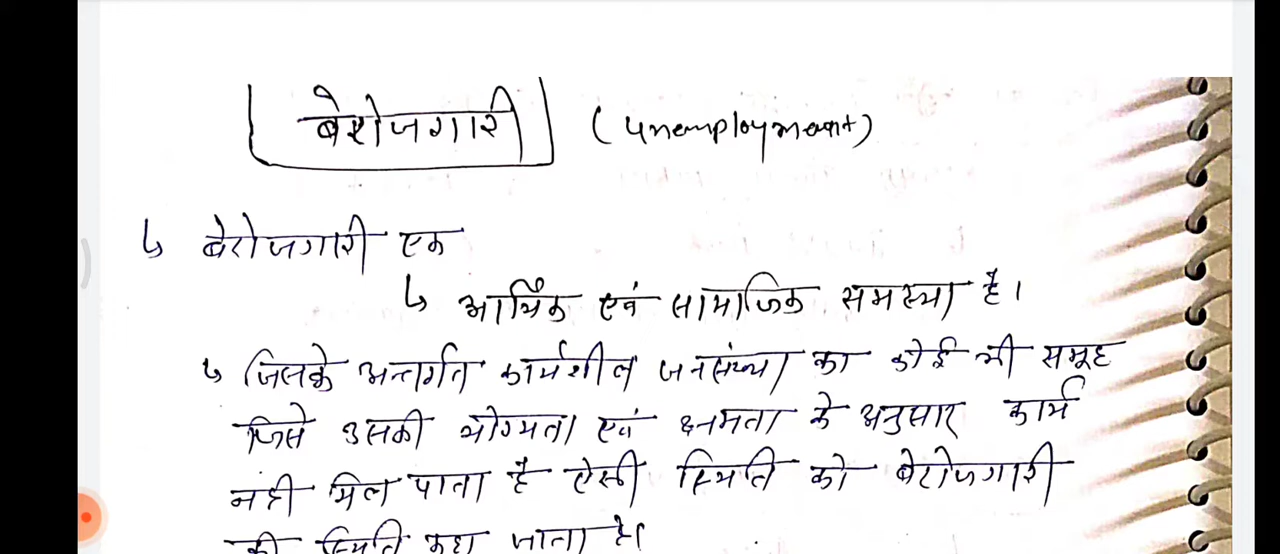 बेरोजगारी (Unemployment)
↳ बेरोजगारी एक
↳ आर्थिक एवं सामाजिक समस्या है।
↳ जिसके अन्तर्गत कार्यशील जनसंख्या का कोई भी समूह
जिसे उसकी योग्यता एवं क्षमता के अनुसार कार्य
नही मिल पाता है ऐसी स्थिति को बेरोजगारी
की स्थिति कहा जाता है।